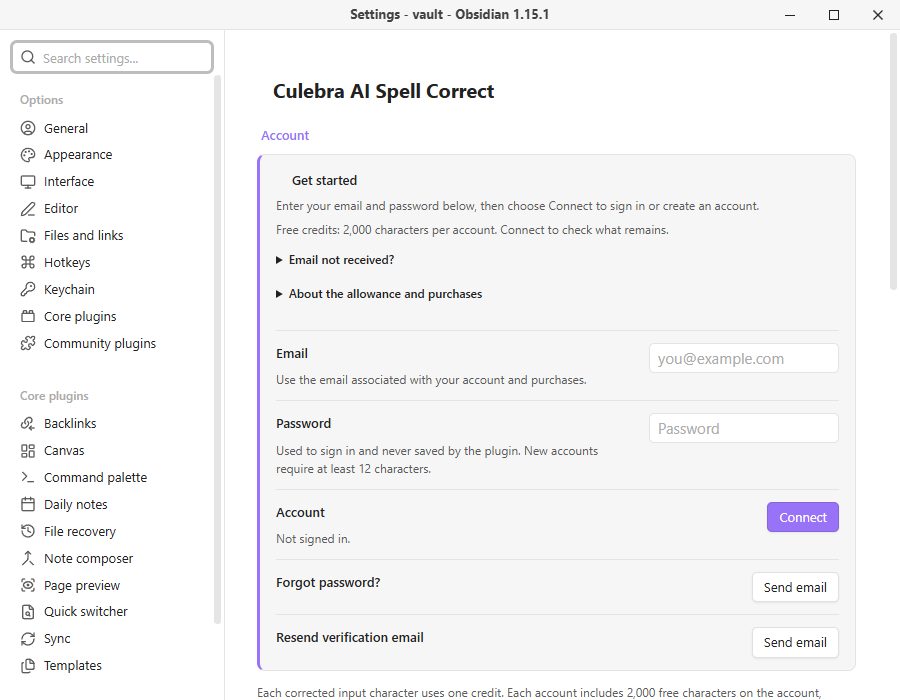 Settings - vault - Obsidian 1.15.1
Search settings...
Options
General
Appearance
Interface
Editor
Files and links
Hotkeys
Keychain
Core plugins
Community plugins
Core plugins
Backlinks
Canvas
Command palette
Daily notes
File recovery
Note composer
Page preview
Quick switcher
Sync
Templates
Culebra AI Spell Correct
Account
Get started
Enter your email and password below, then choose Connect to sign in or create an account.
Free credits: 2,000 characters per account. Connect to check what remains.
Email not received?
About the allowance and purchases
Email
you@example.com
Use the email associated with your account and purchases.
Password
Password
Used to sign in and never saved by the plugin. New accounts
require at least 12 characters.
Account
Connect
Not signed in.
Forgot password?
Send email
Resend verification email
Send email
Each corrected input character uses one credit. Each account includes 2,000 free characters on the account,